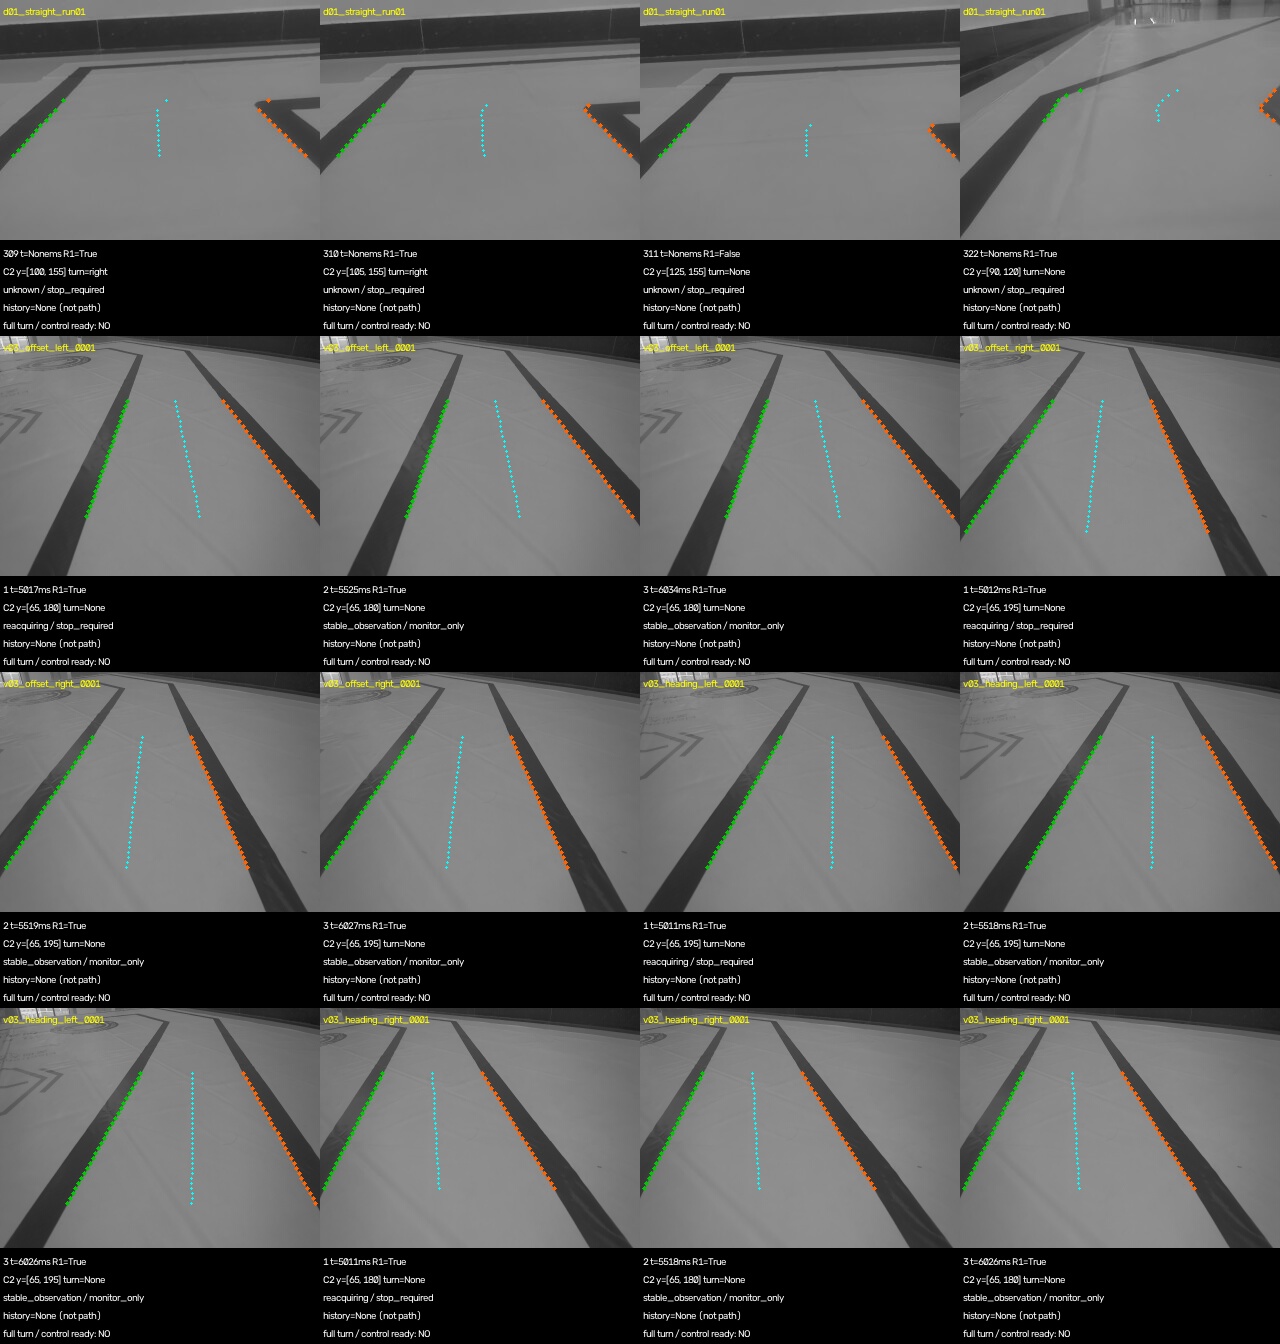 d01_straight_run01
d01_straight_run01
d01_straight_run01
d01_straight_run01
309 t=Nonems R1=True
C2 y=[100, 155] turn=right
unknown / stop_required
history=None (not path)
full turn / control ready: NO
310 t=Nonems R1=True
C2 y=[105, 155] turn=right
unknown / stop_required
history=None (not path)
full turn / control ready: NO
311 t=Nonems R1=False
C2 y=[125, 155] turn=None
unknown / stop_required
history=None (not path)
full turn / control ready: NO
322 t=Nonems R1=True
C2 y=[90, 120] turn=None
unknown / stop_required
history=None (not path)
full turn / control ready: NO
v03_offset_left_0001
v03_offset_left_0001
v03_offset_left_0001
v03_offset_right_0001
1 t=5017ms R1=True
C2 y=[65, 180] turn=None
reacquiring / stop_required
history=None (not path)
full turn / control ready: NO
2 t=5525ms R1=True
C2 y=[65, 180] turn=None
stable_observation / monitor_only
history=None (not path)
full turn / control ready: NO
3 t=6034ms R1=True
C2 y=[65, 180] turn=None
stable_observation / monitor_only
history=None (not path)
full turn / control ready: NO
1 t=5012ms R1=True
C2 y=[65, 195] turn=None
reacquiring / stop_required
history=None (not path)
full turn / control ready: NO
v03_offset_right_0001
v03_offset_right_0001
v03_heading_left_0001
v03_heading_left_0001
2 t=5519ms R1=True
C2 y=[65, 195] turn=None
stable_observation / monitor_only
history=None (not path)
full turn / control ready: NO
3 t=6027ms R1=True
C2 y=[65, 195] turn=None
stable_observation / monitor_only
history=None (not path)
full turn / control ready: NO
1 t=5011ms R1=True
C2 y=[65, 195] turn=None
reacquiring / stop_required
history=None (not path)
full turn / control ready: NO
2 t=5518ms R1=True
C2 y=[65, 195] turn=None
stable_observation / monitor_only
history=None (not path)
full turn / control ready: NO
v03_heading_left_0001
v03_heading_right_0001
v03_heading_right_0001
v03_heading_right_0001
3 t=6026ms R1=True
C2 y=[65, 195] turn=None
stable_observation / monitor_only
history=None (not path)
full turn / control ready: NO
1 t=5011ms R1=True
C2 y=[65, 180] turn=None
reacquiring / stop_required
history=None (not path)
full turn / control ready: NO
2 t=5518ms R1=True
C2 y=[65, 180] turn=None
stable_observation / monitor_only
history=None (not path)
full turn / control ready: NO
3 t=6026ms R1=True
C2 y=[65, 180] turn=None
stable_observation / monitor_only
history=None (not path)
full turn / control ready: NO